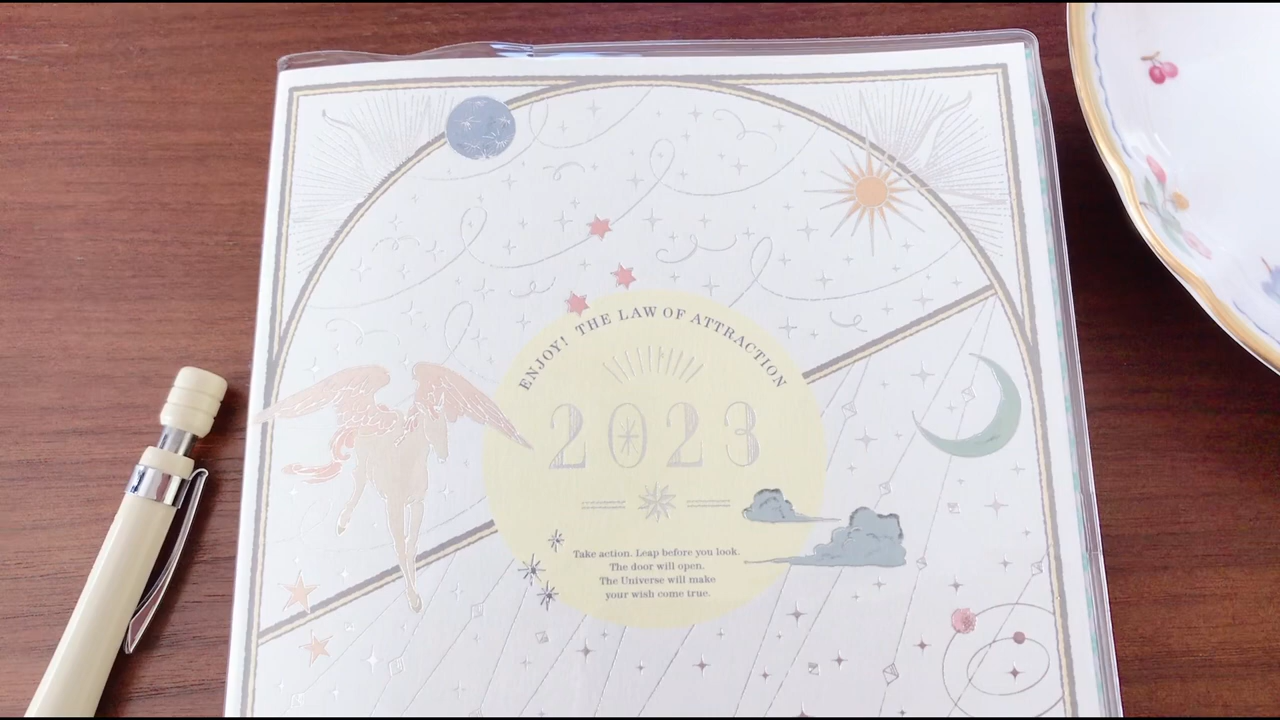 ENJOY! THE LAW OF ATTRACTION
2023
Take action. Leap before you look.
The door will open.
The Universe will make
your wish come true.